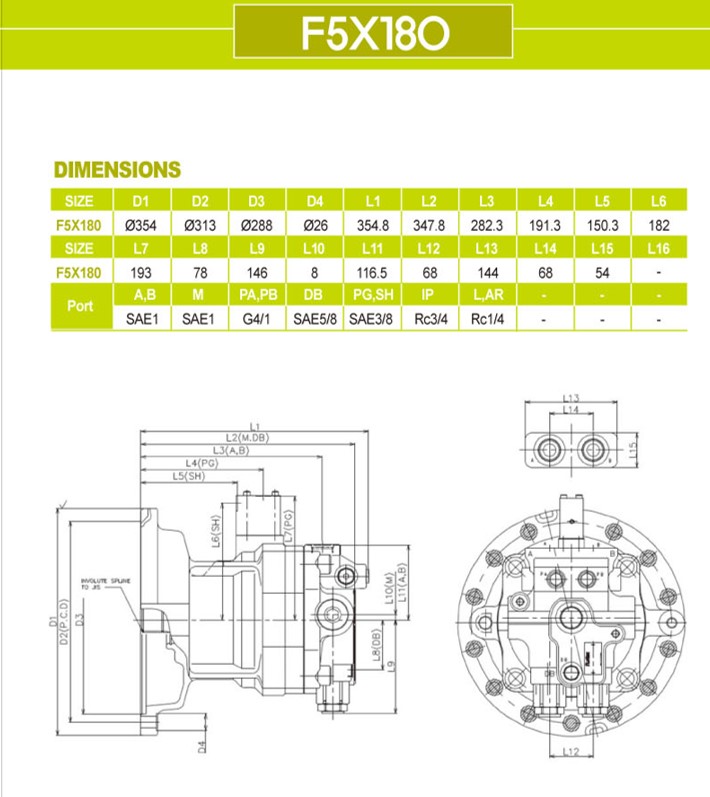 F5X180
DIMENSIONS
SIZE D1 D2 D3 D4 L1 L2 L3 L4 L5 L6
F5X180 Ø354 Ø313 Ø288 Ø26 354.8 347.8 282.3 191.3 150.3 182
SIZE L7 L8 L9 L10 L11 L12 L13 L14 L15 L16
F5X180 193 78 146 8 116.5 68 144 68 54 -
Port A,B M PA,PB DB PG,SH IP L,AR - - -
SAE1 SAE1 G4/1 SAE5/8 SAE3/8 Rc3/4 Rc1/4 - - -
L1
L2(M.DB)
L3(A,B)
L4(PG)
L5(SH)
L6(SH)
L7(PG)
INVOLUTE SPLINE
TO JIS
D1
D2(P.C.D)
D3
D4
L10(M)
L11(A,B)
L8(DB)
L9
L13
L14
L15
A B
DB
L12